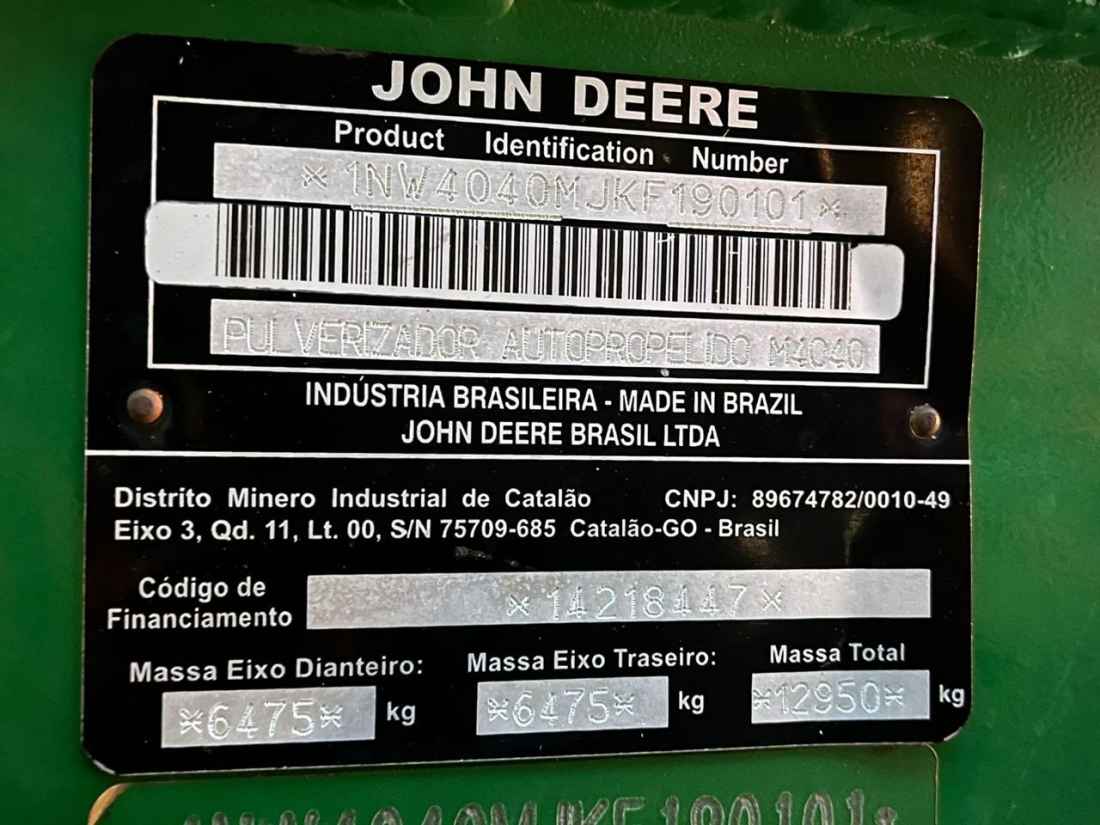 JOHN DEERE
Product Identification Number
*1NW4040MJKF190101*
PULVERIZADOR AUTOPROPELIDO M4040
INDÚSTRIA BRASILEIRA - MADE IN BRAZIL
JOHN DEERE BRASIL LTDA
Distrito Minero Industrial de Catalão CNPJ: 89674782/0010-49
Eixo 3, Qd. 11, Lt. 00, S/N 75709-685 Catalão-GO - Brasil
Código de
Financiamento
*14218447*
Massa Eixo Dianteiro: Massa Eixo Traseiro: Massa Total
*6475* kg *6475* kg *12950* kg
1NW4040MJKF190101*